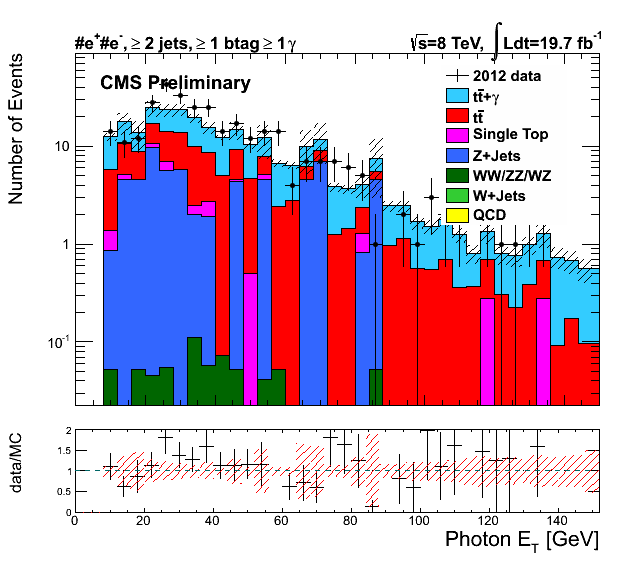 #e⁺#e⁻, ≥ 2 jets, ≥ 1 btag ≥ 1 γ √s=8 TeV, ∫ Ldt=19.7 fb⁻¹
CMS Preliminary
2012 data
tt̄+γ
tt̄
Single Top
Z+Jets
WW/ZZ/WZ
W+Jets
QCD
Number of Events
10
1
10⁻¹
data/MC
2
1.5
1
0.5
0
0 20 40 60 80 100 120 140
Photon E_T [GeV]